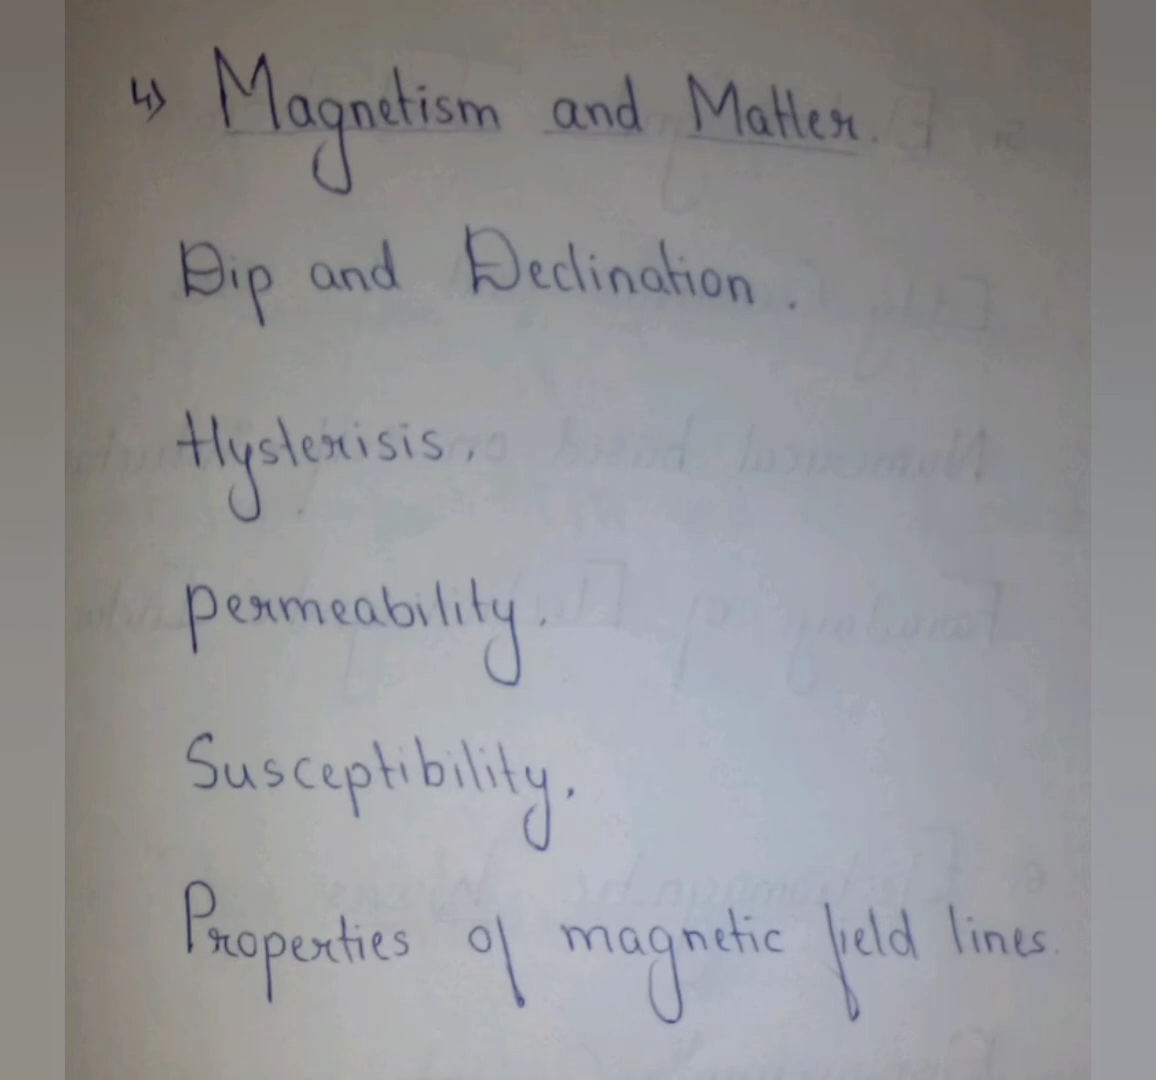 4) Magnetism and Matter.
Dip and Declination.
Hysterisis.
permeability.
Susceptibility.
Properties of magnetic field lines.